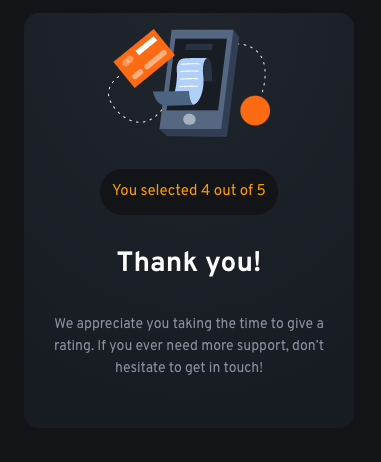 You selected 4 out of 5
Thank you!
We appreciate you taking the time to give a
rating. If you ever need more support, don’t
hesitate to get in touch!